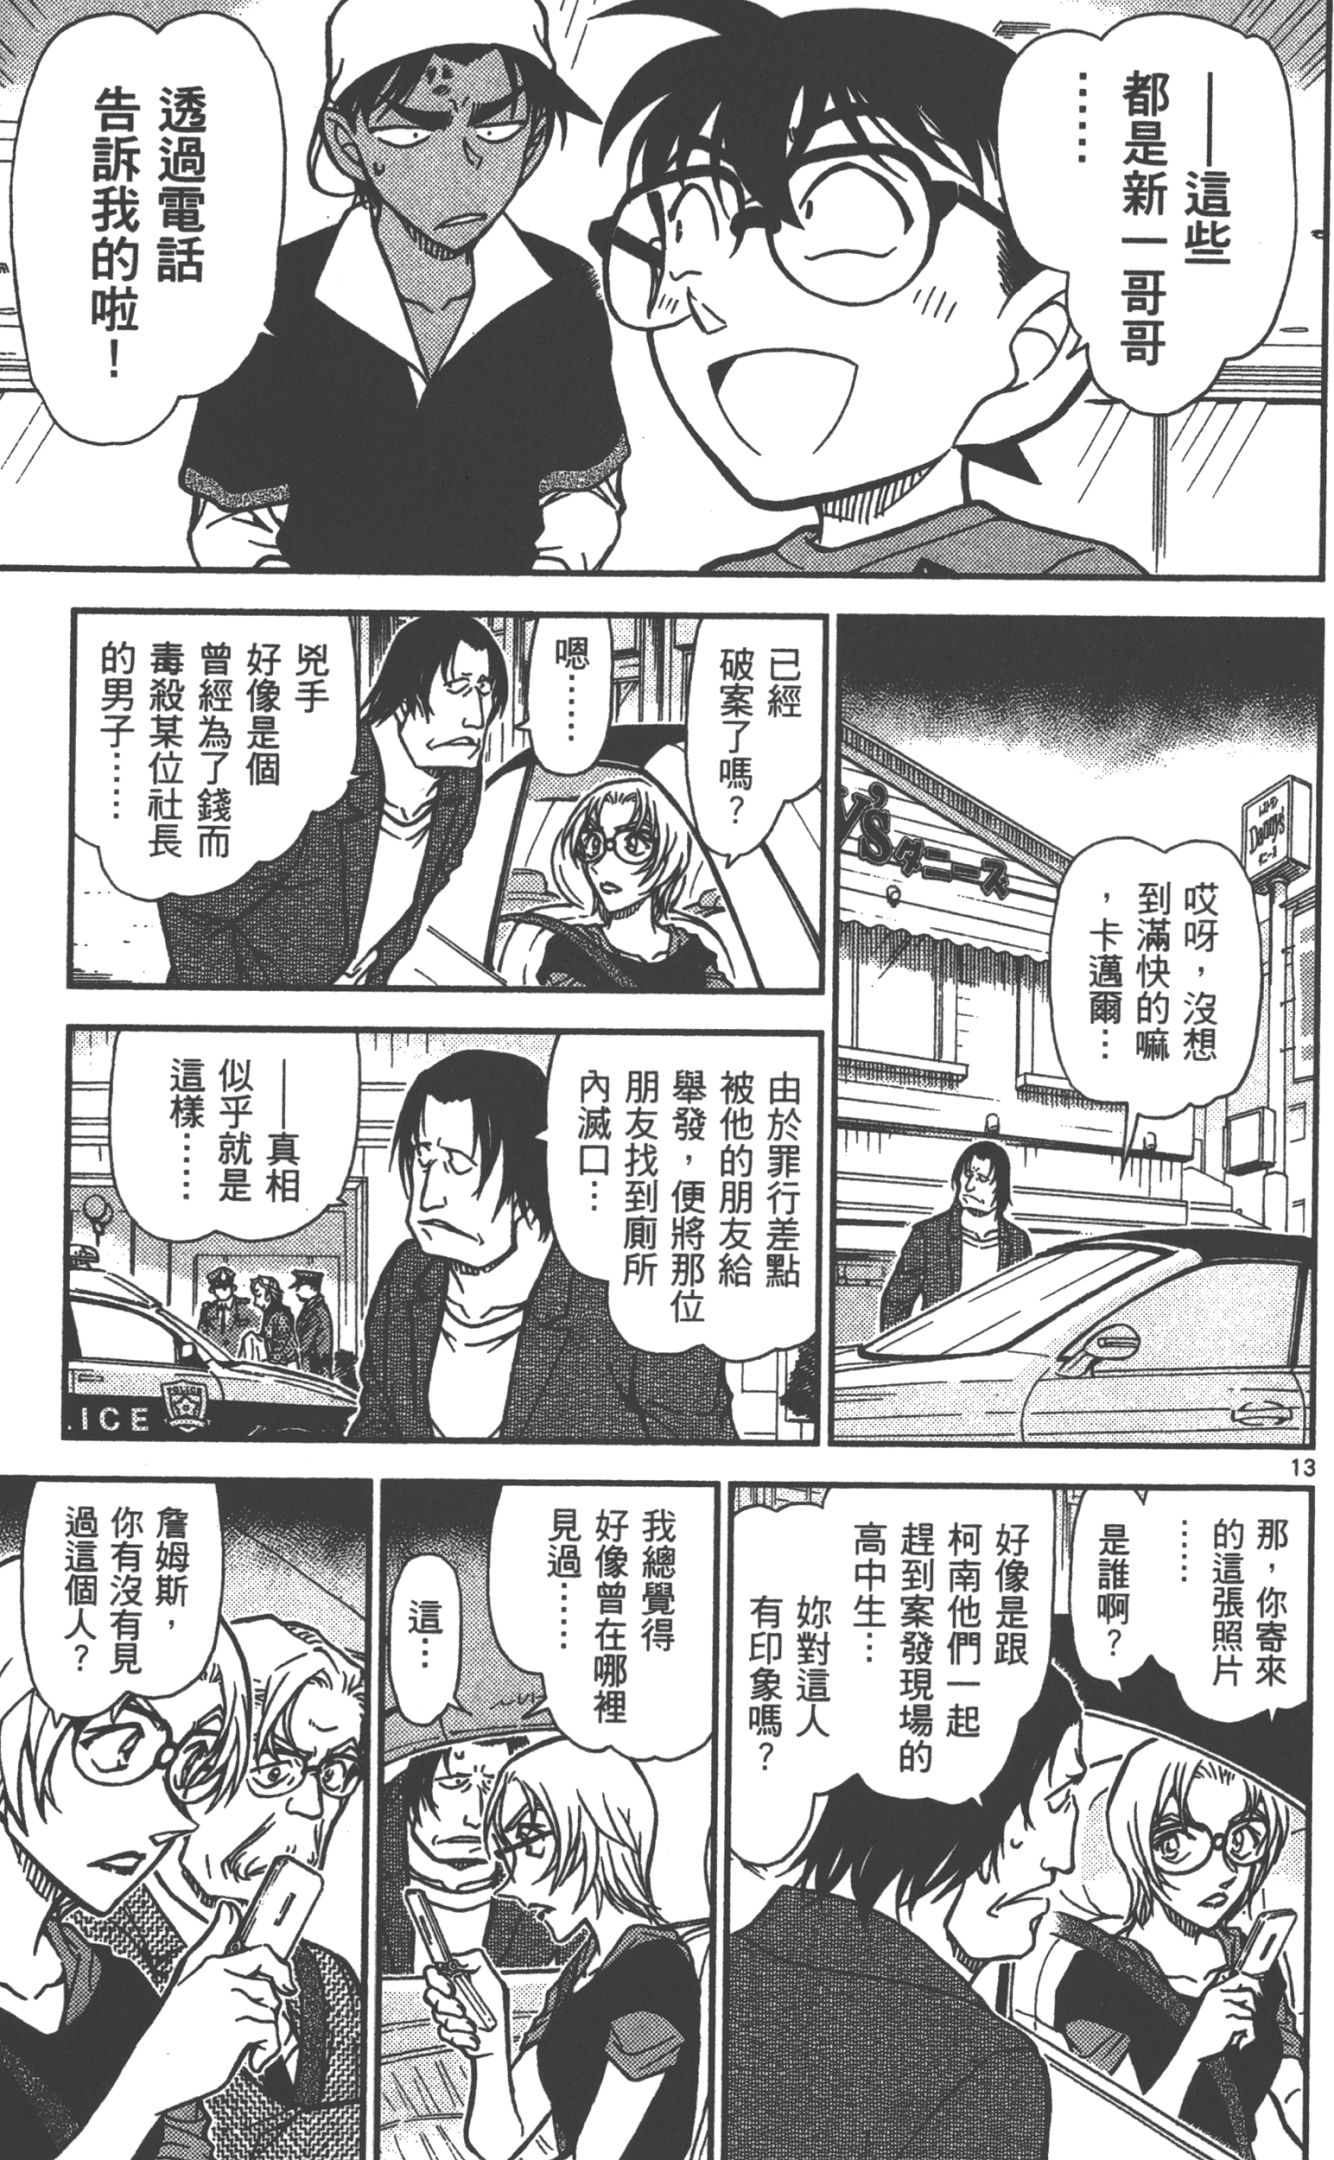 ——這些
都是新一哥哥
……
透過電話
告訴我的啦！
Y'S ダニーズ
Danny's
哎呀，沒想
到滿快的嘛
，卡邁爾…
已經
破案了嗎？
嗯……
兇手
好像是個
曾經為了錢而
毒殺某位社長
的男子……
由於罪行差點
被他的朋友給
舉發，便將那位
朋友找到廁所
內滅口…
——真相
似乎就是
這樣……
LICE
POLICE
13
那，你寄來
的這張照片
……
是誰啊？
好像是跟
柯南他們一起
趕到案發現場的
高中生…
妳對這人
有印象嗎？
我總覺得
好像曾在哪裡
見過……
這…
詹姆斯，
你有沒有見
過這個人？